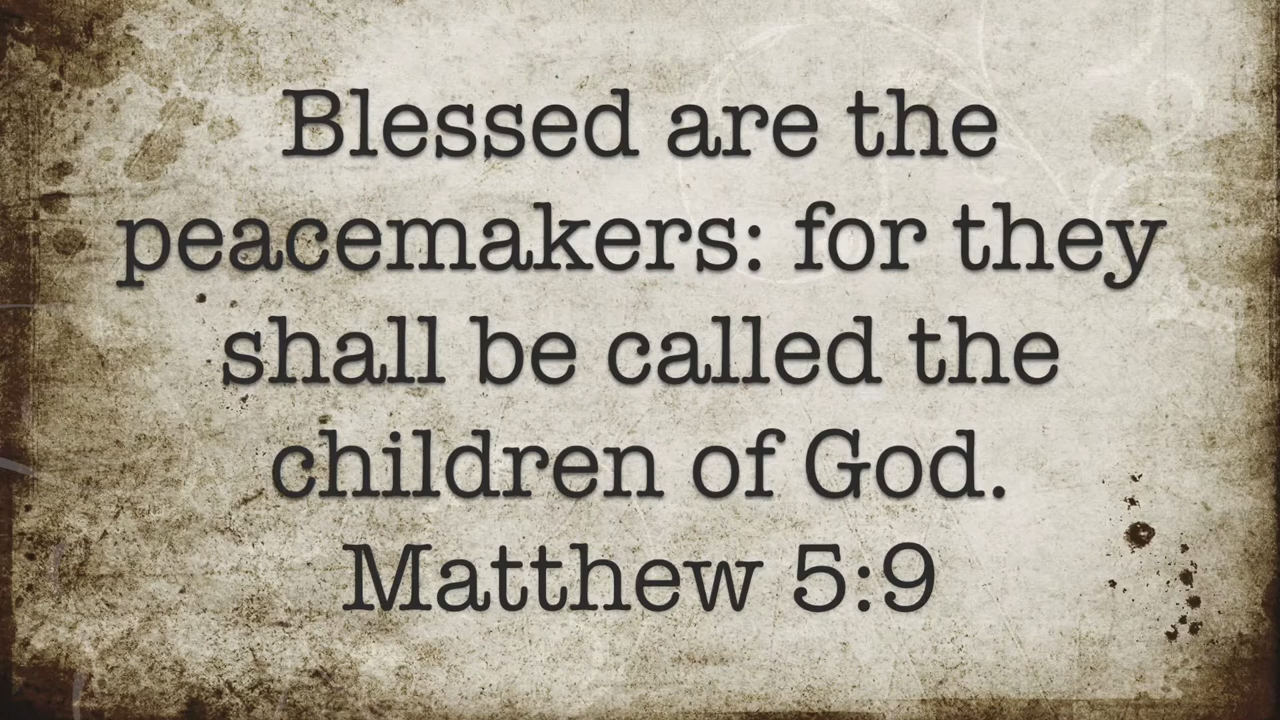 Blessed are the
peacemakers: for they
shall be called the
children of God.
Matthew 5:9